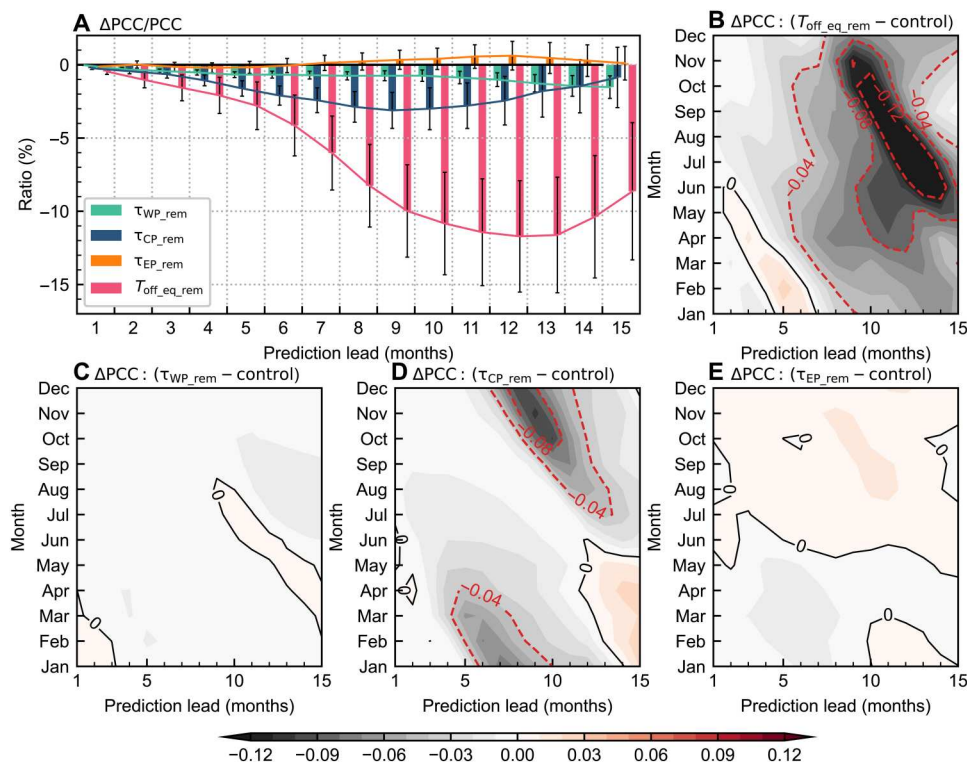 A ΔPCC/PCC
Ratio (%)
0
−5
−10
−15
τWP_rem
τCP_rem
τEP_rem
Toff_eq_rem
1 2 3 4 5 6 7 8 9 10 11 12 13 14 15
Prediction lead (months)
B ΔPCC: (Toff_eq_rem − control)
Month
Dec
Nov
Oct
Sep
Aug
Jul
Jun
May
Apr
Mar
Feb
Jan
−0.04
−0.08
−0.12
−0.04
0
1 5 10 15
Prediction lead (months)
C ΔPCC: (τWP_rem − control)
Month
Dec
Nov
Oct
Sep
Aug
Jul
Jun
May
Apr
Mar
Feb
Jan
0
0
1 5 10 15
Prediction lead (months)
D ΔPCC: (τCP_rem − control)
Month
Dec
Nov
Oct
Sep
Aug
Jul
Jun
May
Apr
Mar
Feb
Jan
−0.08
−0.04
0
0
0
−0.04
1 5 10 15
Prediction lead (months)
E ΔPCC: (τEP_rem − control)
Month
Dec
Nov
Oct
Sep
Aug
Jul
Jun
May
Apr
Mar
Feb
Jan
0
0
0
0
0
1 5 10 15
Prediction lead (months)
−0.12 −0.09 −0.06 −0.03 0.00 0.03 0.06 0.09 0.12